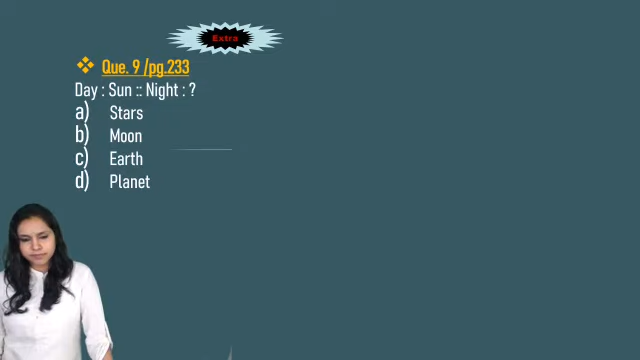 Extra
❖ Que. 9 /pg.233
Day : Sun :: Night : ?
a) Stars
b) Moon
c) Earth
d) Planet